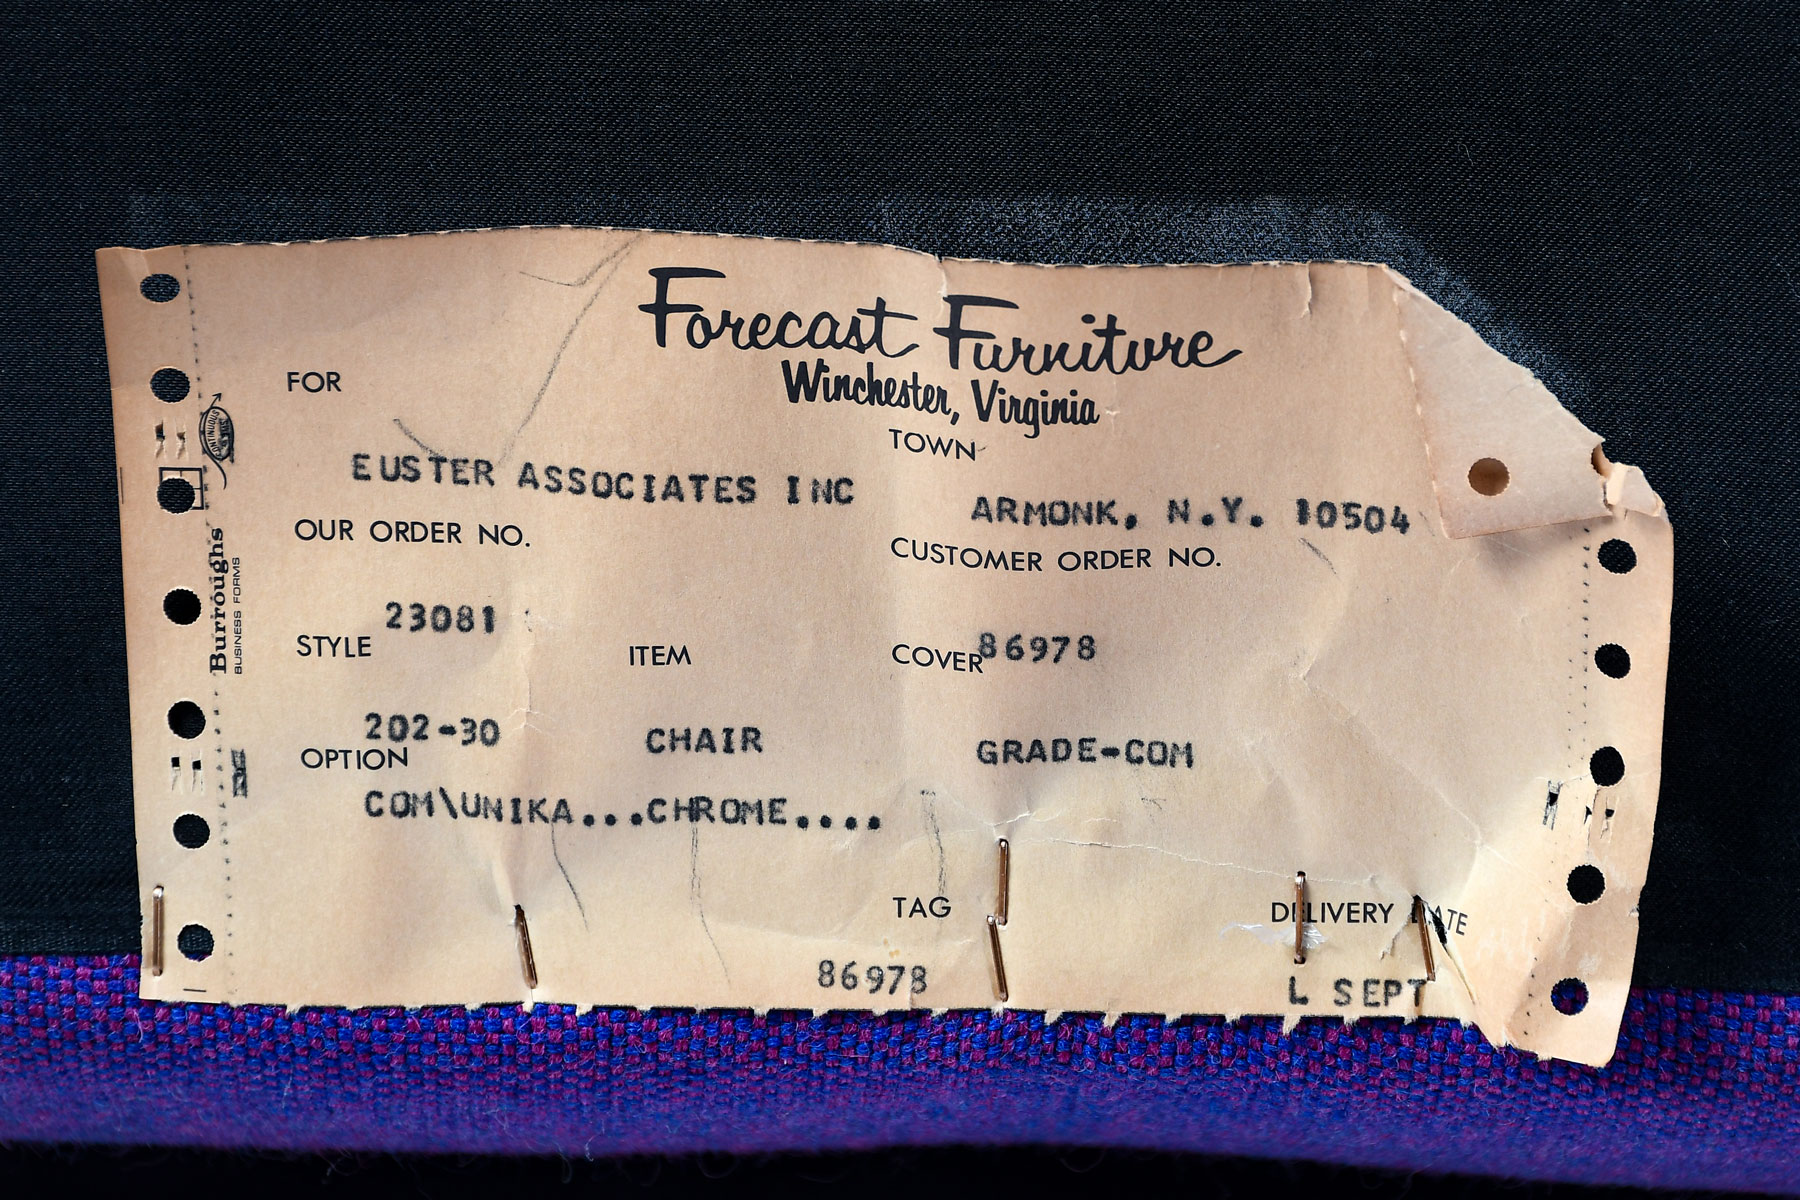 Forecast Furniture
Winchester, Virginia
FOR
TOWN
EUSTER ASSOCIATES INC
ARMONK, N.Y. 10504
OUR ORDER NO.
CUSTOMER ORDER NO.
23081
86978
STYLE
ITEM
COVER
202-30
CHAIR
GRADE-COM
OPTION
COM\UNIKA...CHROME....
TAG
DELIVERY DATE
86978
L SEPT
CONTINUOUS
Burroughs
BUSINESS FORMS